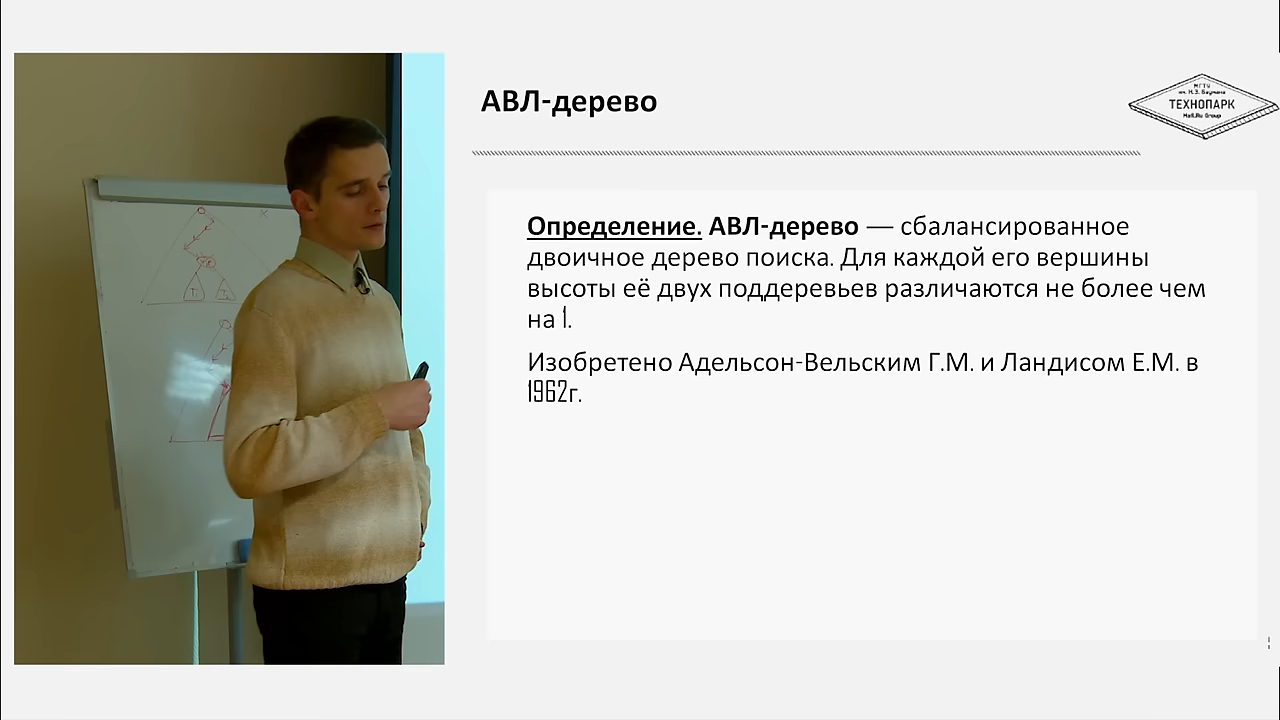 АВЛ-дерево
МГТУ
им. Н.Э. Баумана
ТЕХНОПАРК
Mail.Ru Group
Определение. АВЛ-дерево — сбалансированное
двоичное дерево поиска. Для каждой его вершины
высоты её двух поддеревьев различаются не более чем
на 1.
Изобретено Адельсон-Вельским Г.М. и Ландисом Е.М. в
1962г.